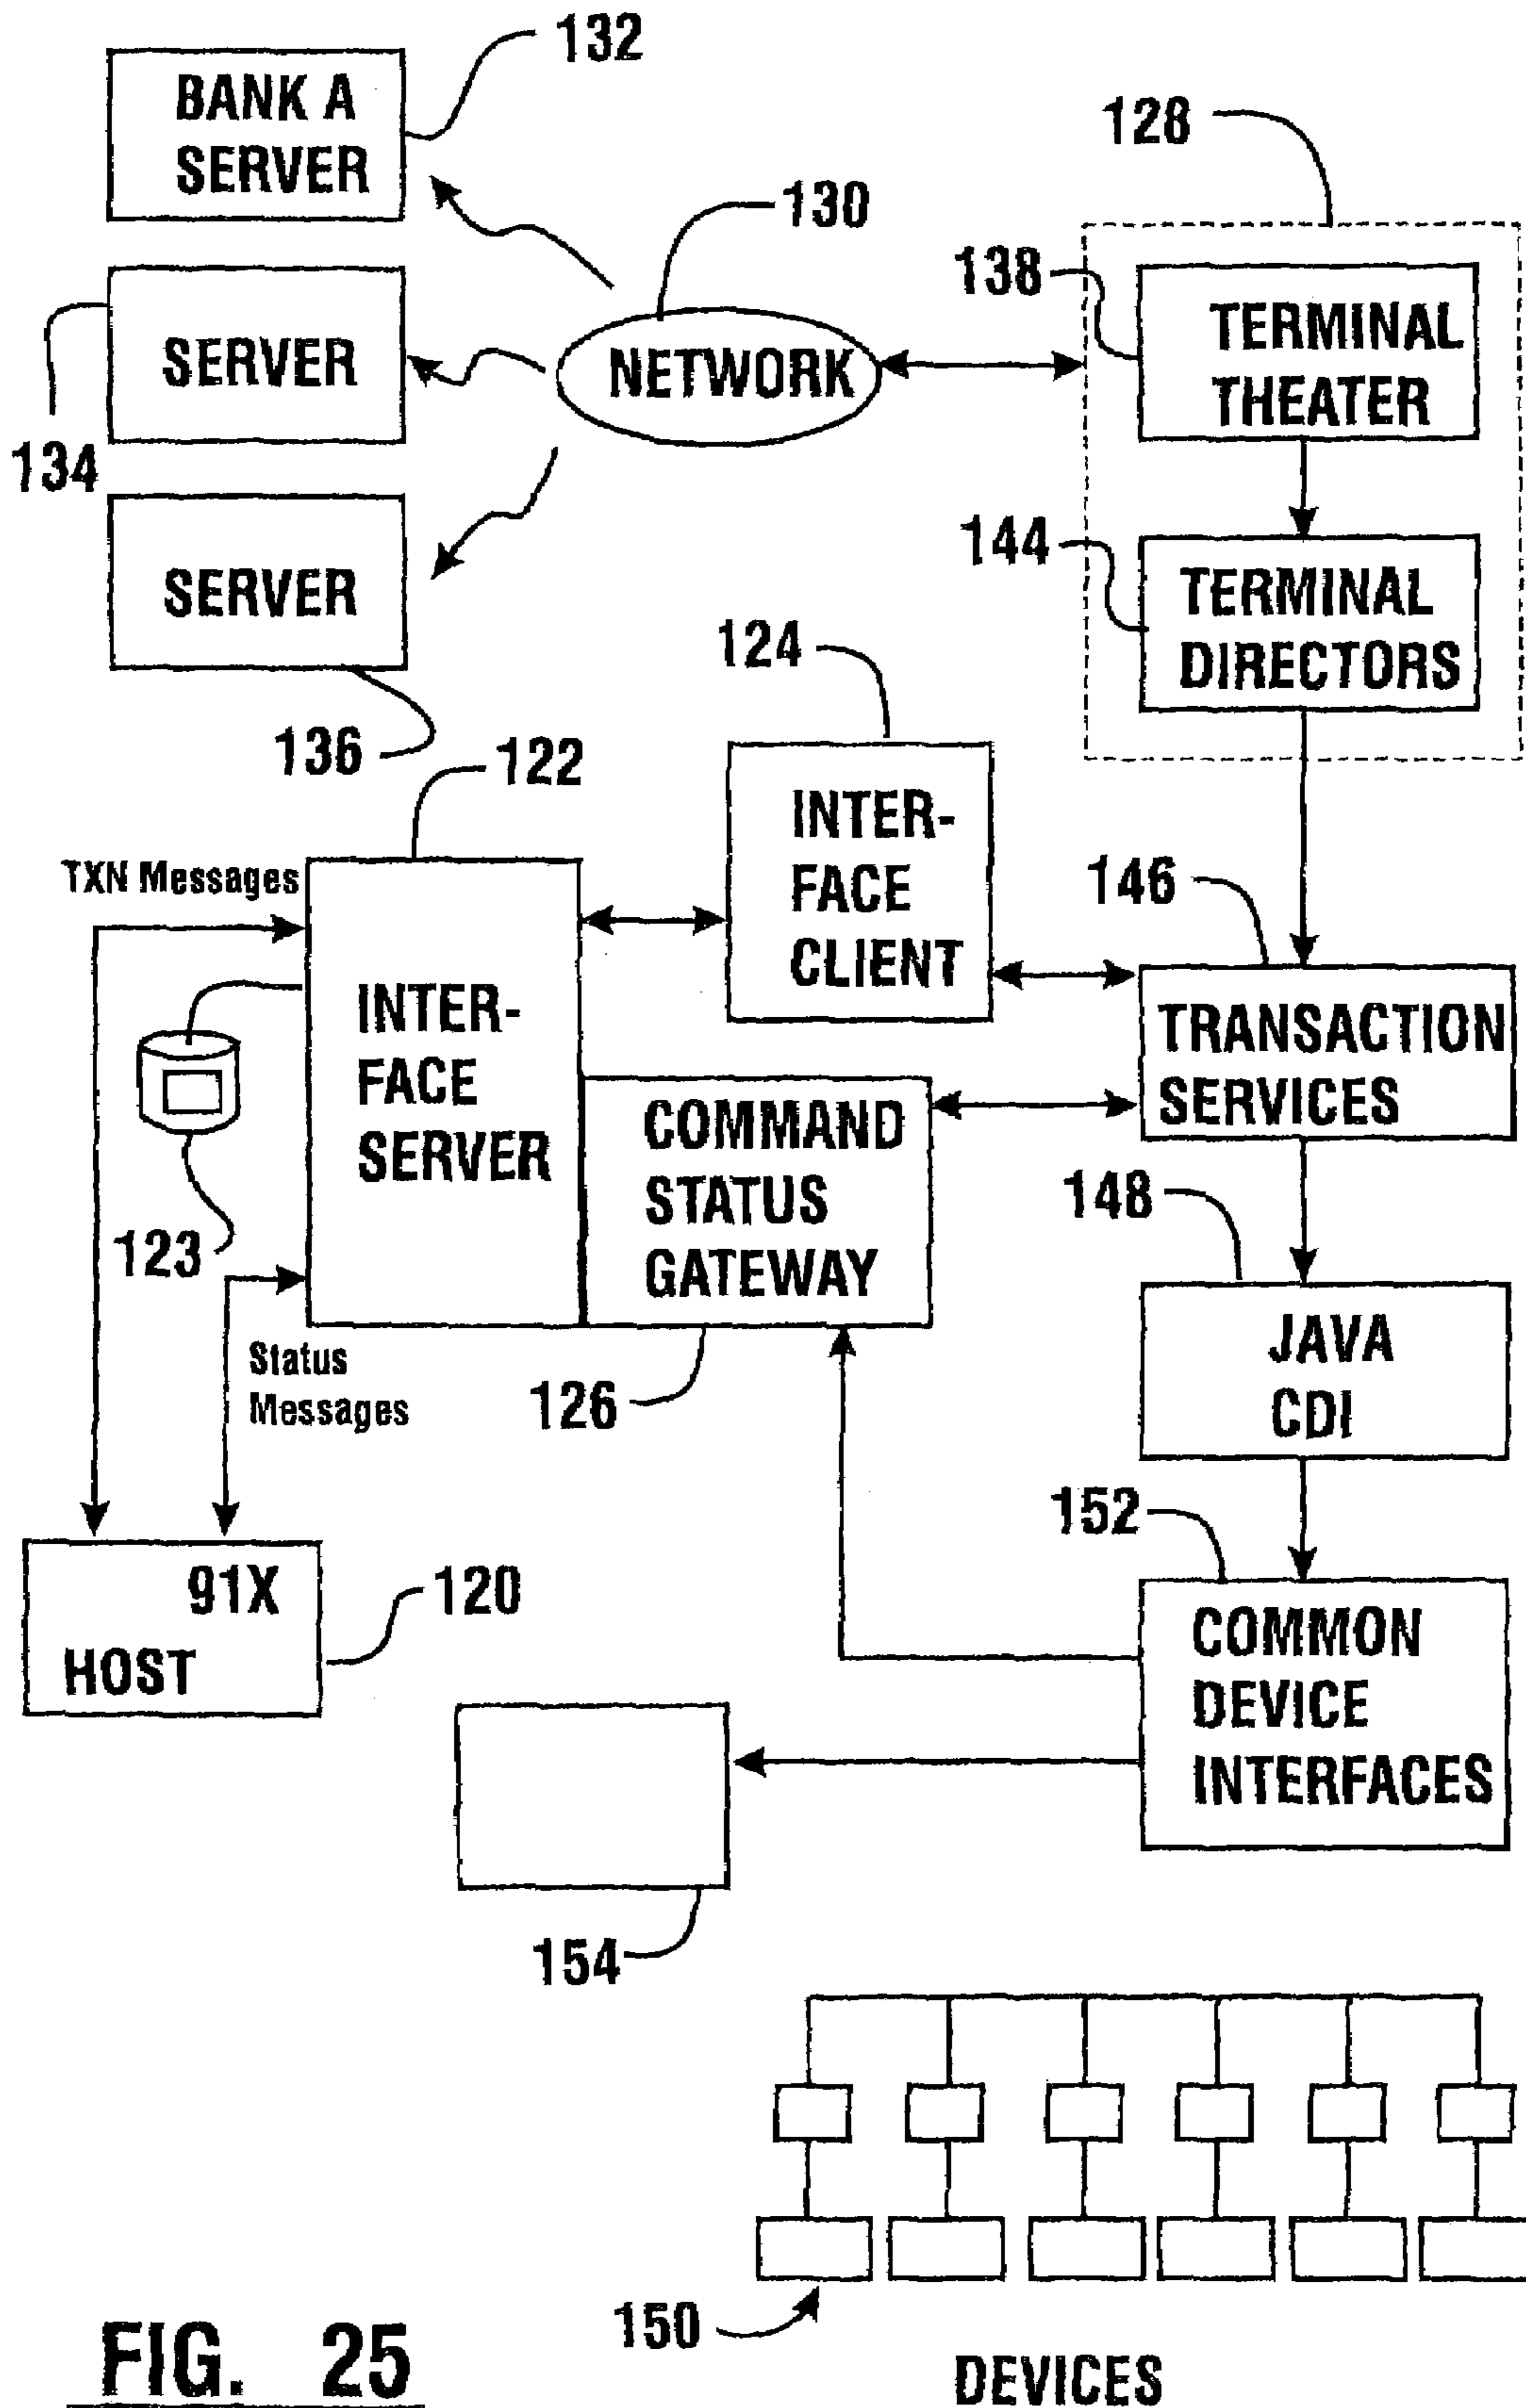 132
BANK A
SERVER
128
130
138
TERMINAL
THEATER
SERVER
NETWORK
134
144
TERMINAL
DIRECTORS
SERVER
124
136
122
INTER-
FACE
CLIENT
TXN Messages
146
INTER-
FACE
SERVER
TRANSACTION
SERVICES
COMMAND
STATUS
GATEWAY
123
148
Status
Messages
126
JAVA
CDI
152
91X
HOST
120
COMMON
DEVICE
INTERFACES
154
150
DEVICES
FIG. 25